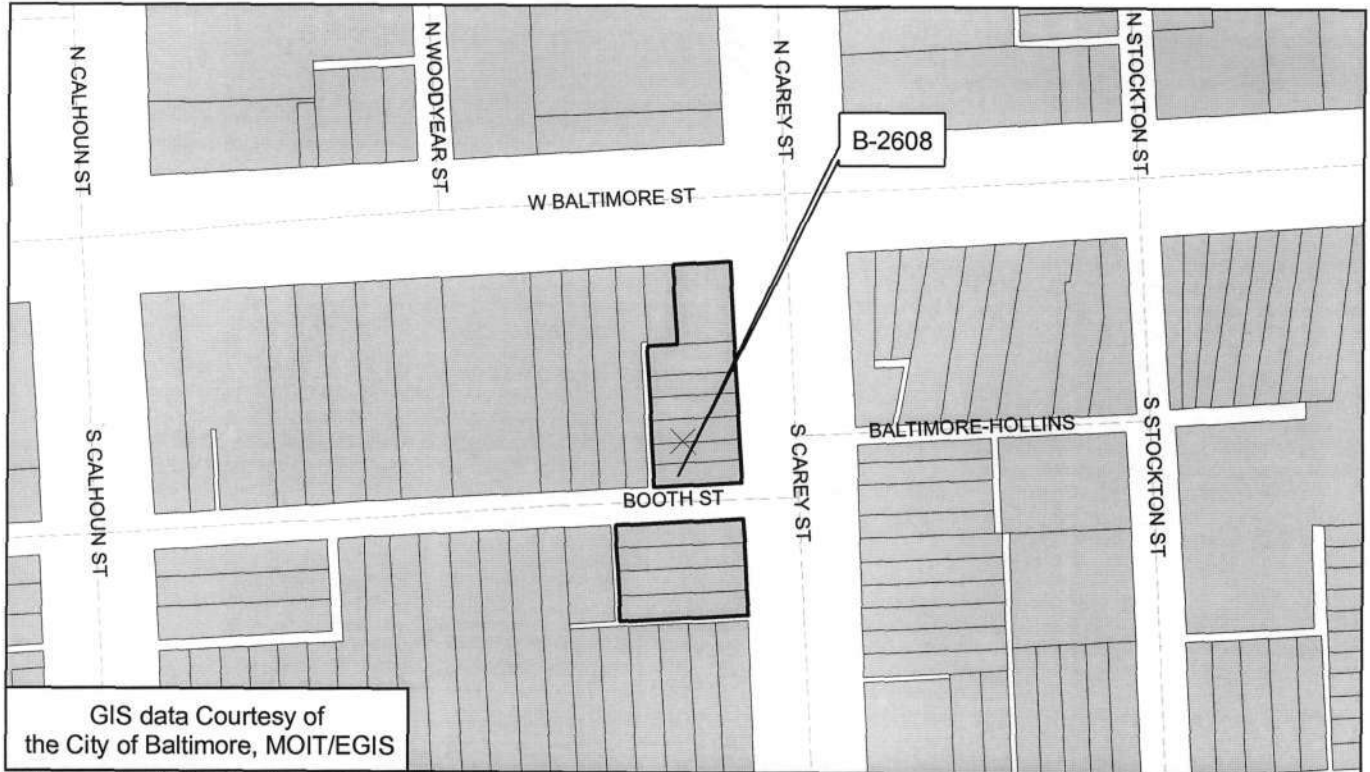 N CALHOUN ST
N WOODYEAR ST
N CAREY ST
N STOCKTON ST
B-2608
W BALTIMORE ST
S CALHOUN ST
BOOTH ST
S CAREY ST
BALTIMORE-HOLLINS
S STOCKTON ST
GIS data Courtesy of
the City of Baltimore, MOIT/EGIS